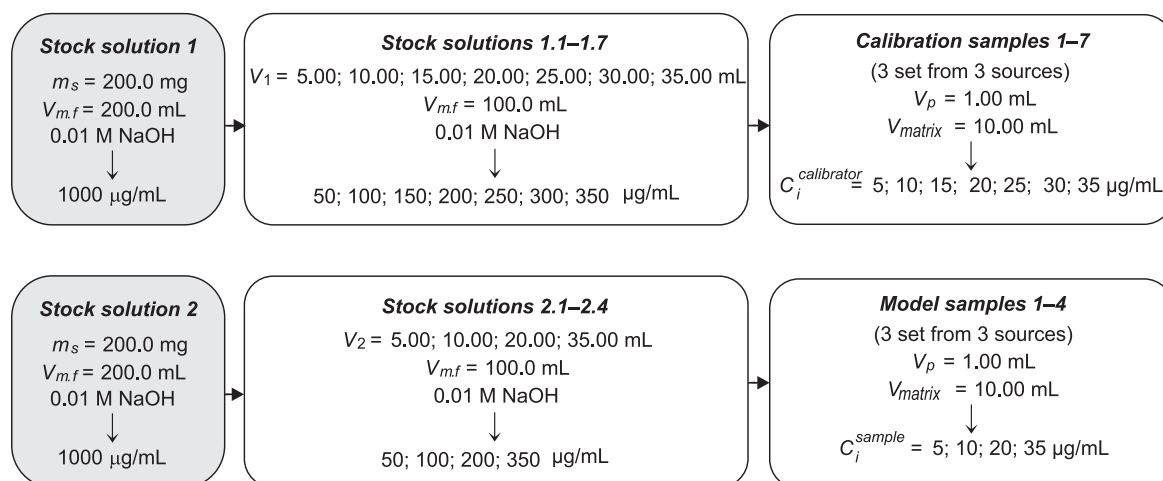 Stock solution 1
m_s = 200.0 mg
V_m.f = 200.0 mL
0.01 M NaOH
1000 μg/mL
Stock solutions 1.1–1.7
V_1 = 5.00; 10.00; 15.00; 20.00; 25.00; 30.00; 35.00 mL
V_m.f = 100.0 mL
0.01 M NaOH
50; 100; 150; 200; 250; 300; 350 μg/mL
Calibration samples 1–7
(3 set from 3 sources)
V_p = 1.00 mL
V_matrix = 10.00 mL
C_i^calibrator = 5; 10; 15; 20; 25; 30; 35 μg/mL
Stock solution 2
m_s = 200.0 mg
V_m.f = 200.0 mL
0.01 M NaOH
1000 μg/mL
Stock solutions 2.1–2.4
V_2 = 5.00; 10.00; 20.00; 35.00 mL
V_m.f = 100.0 mL
0.01 M NaOH
50; 100; 200; 350 μg/mL
Model samples 1–4
(3 set from 3 sources)
V_p = 1.00 mL
V_matrix = 10.00 mL
C_i^sample = 5; 10; 20; 35 μg/mL